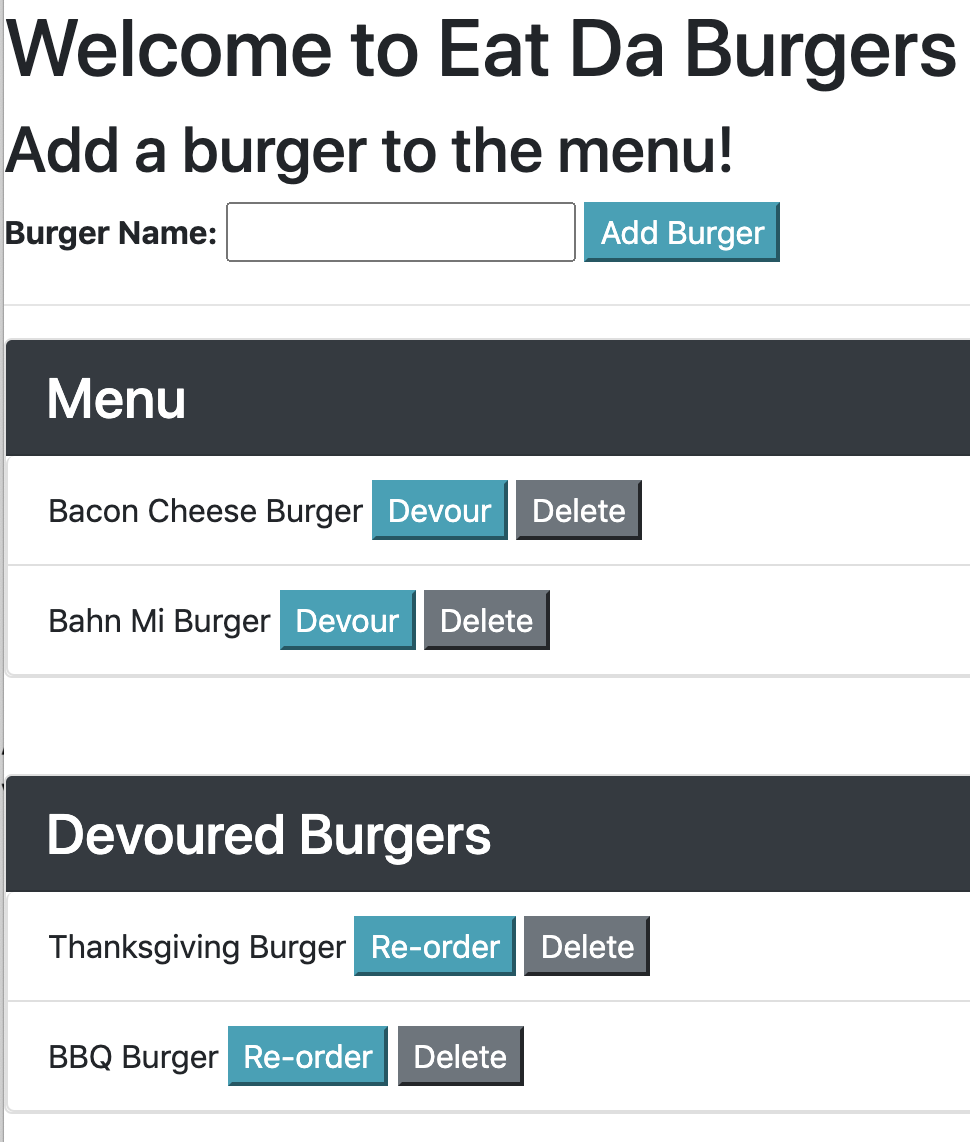 Welcome to Eat Da Burgers
Add a burger to the menu!
Burger Name: Add Burger
Menu
Bacon Cheese Burger Devour Delete
Bahn Mi Burger Devour Delete
Devoured Burgers
Thanksgiving Burger Re-order Delete
BBQ Burger Re-order Delete